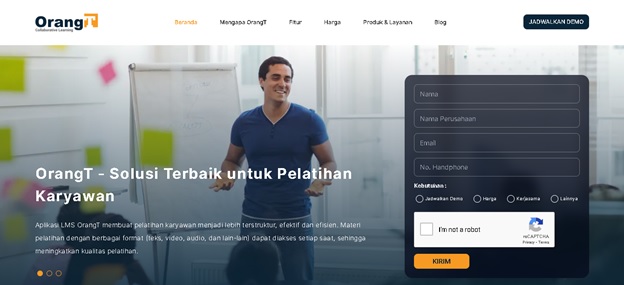 OrangT
Collaborative Learning
Beranda
Mengapa OrangT
Fitur
Harga
Produk & Layanan
Blog
JADWALKAN DEMO
OrangT - Solusi Terbaik untuk Pelatihan
Karyawan
Aplikasi LMS OrangT membuat pelatihan karyawan menjadi lebih terstruktur, efektif dan efisien. Materi
pelatihan dengan berbagai format (teks, video, audio, dan lain-lain) dapat diakses setiap saat, sehingga
meningkatkan kualitas pelatihan.
Nama
Nama Perusahaan
Email
No. Handphone
Kebutuhan :
Jadwalkan Demo
Harga
Kerjasama
Lainnya
I'm not a robot
reCAPTCHA
Privacy - Terms
KIRIM